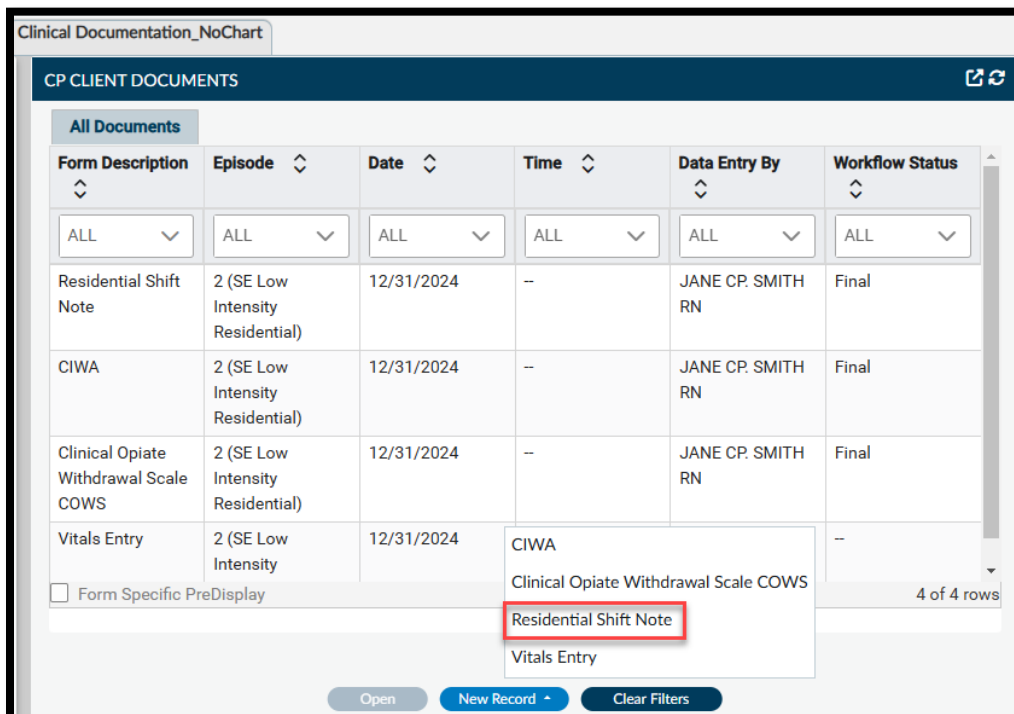 Clinical Documentation_NoChart
CP CLIENT DOCUMENTS
All Documents
Form Description Episode Date Time Data Entry By Workflow Status
ALL ALL ALL ALL ALL ALL
Residential Shift 2 (SE Low 12/31/2024 -- JANE CP. SMITH Final
Note Intensity RN
Residential)
CIWA 2 (SE Low 12/31/2024 -- JANE CP. SMITH Final
Intensity RN
Residential)
Clinical Opiate 2 (SE Low 12/31/2024 -- JANE CP. SMITH Final
Withdrawal Scale Intensity RN
COWS Residential)
Vitals Entry 2 (SE Low 12/31/2024 --
Intensity
CIWA
Clinical Opiate Withdrawal Scale COWS
Residential Shift Note
Vitals Entry
Form Specific PreDisplay 4 of 4 rows
Open New Record Clear Filters